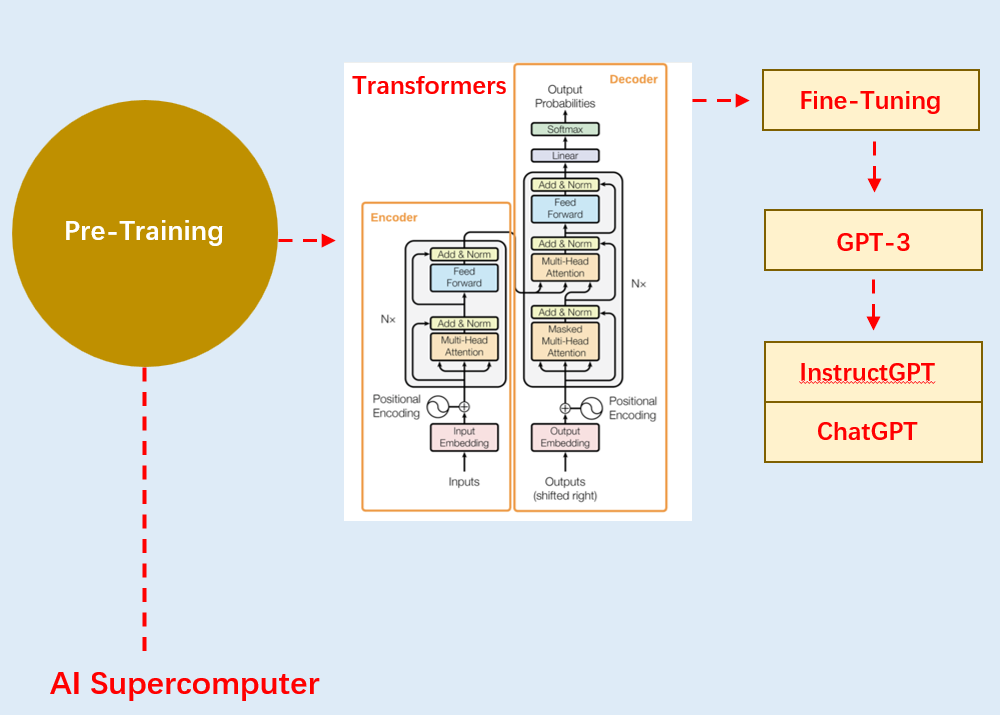 Pre-Training
AI Supercomputer
Transformers
Encoder
Add & Norm
Feed
Forward
Nx
Add & Norm
Multi-Head
Attention
Positional
Encoding
Input
Embedding
Inputs
Decoder
Output
Probabilities
Softmax
Linear
Add & Norm
Feed
Forward
Add & Norm
Multi-Head
Attention
Nx
Add & Norm
Masked
Multi-Head
Attention
Positional
Encoding
Output
Embedding
Outputs
(shifted right)
Fine-Tuning
GPT-3
InstructGPT
ChatGPT